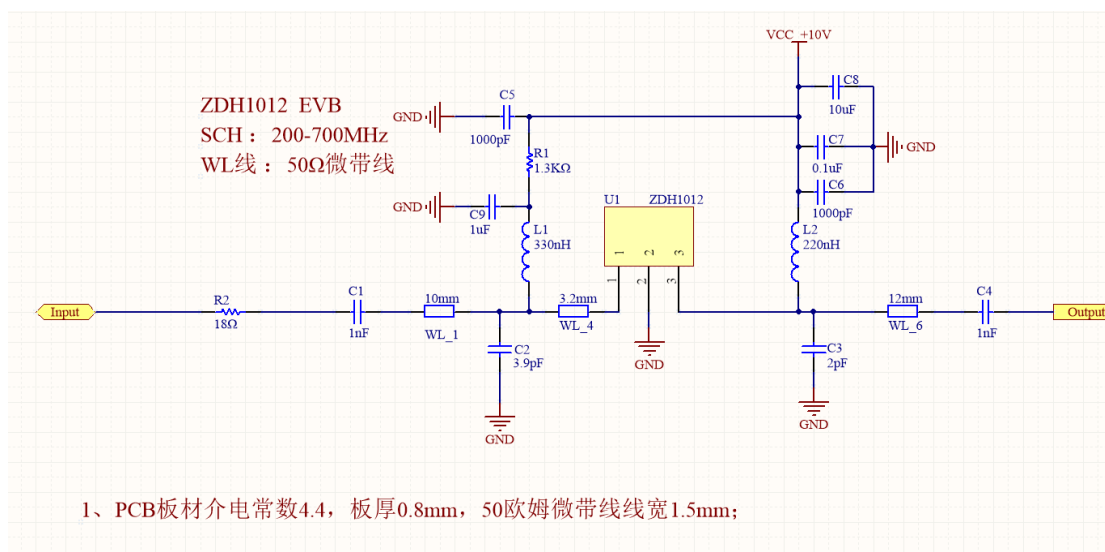 VCC +10V
ZDH1012 EVB
SCH： 200-700MHz
WL线： 50Ω微带线
GND
C5
1000pF
C8
10uF
C7
0.1uF
GND
C6
1000pF
R1
1.3KΩ
GND
C9
1uF
L1
330nH
U1
ZDH1012
1
2
3
1
2
3
L2
220nH
Input
R2
18Ω
C1
1nF
10mm
WL_1
3.2mm
WL_4
C2
3.9pF
GND
GND
12mm
WL_6
C4
1nF
Output
C3
2pF
GND
1、PCB板材介电常数4.4，板厚0.8mm，50欧姆微带线线宽1.5mm；